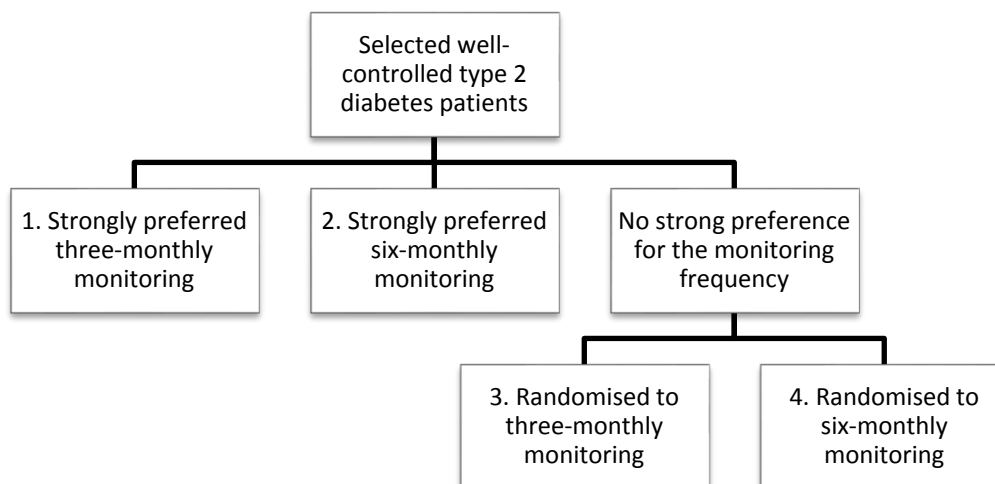 Selected well-
controlled type 2
diabetes patients
1. Strongly preferred
three-monthly
monitoring
2. Strongly preferred
six-monthly
monitoring
No strong preference
for the monitoring
frequency
3. Randomised to
three-monthly
monitoring
4. Randomised to
six-monthly
monitoring